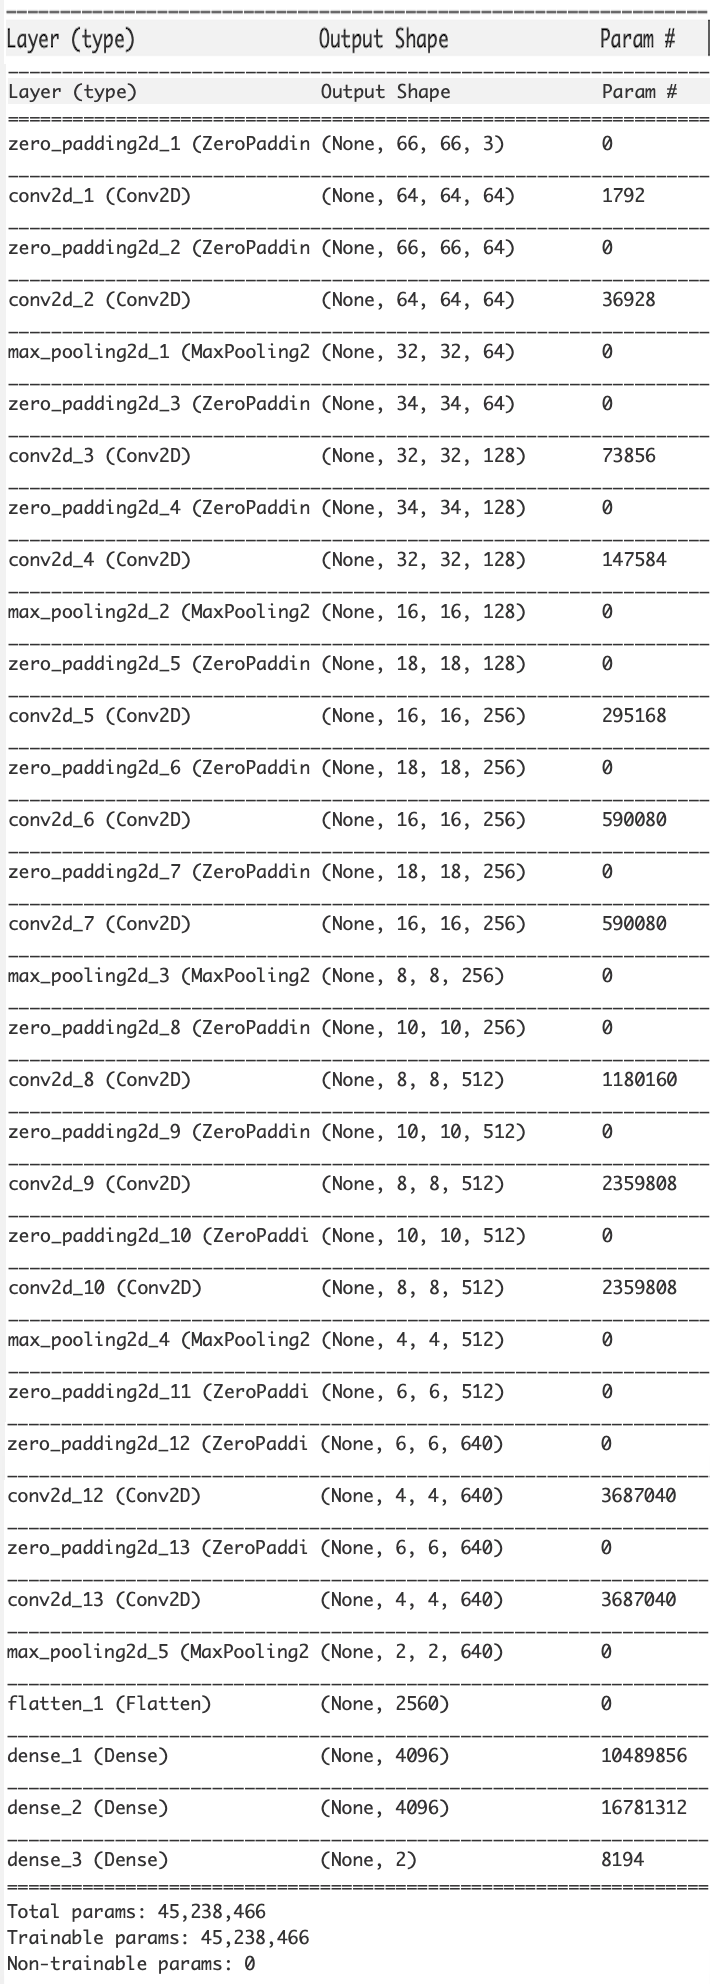 Layer (type) Output Shape Param #
Layer (type) Output Shape Param #
zero_padding2d_1 (ZeroPaddin (None, 66, 66, 3) 0
conv2d_1 (Conv2D) (None, 64, 64, 64) 1792
zero_padding2d_2 (ZeroPaddin (None, 66, 66, 64) 0
conv2d_2 (Conv2D) (None, 64, 64, 64) 36928
max_pooling2d_1 (MaxPooling2 (None, 32, 32, 64) 0
zero_padding2d_3 (ZeroPaddin (None, 34, 34, 64) 0
conv2d_3 (Conv2D) (None, 32, 32, 128) 73856
zero_padding2d_4 (ZeroPaddin (None, 34, 34, 128) 0
conv2d_4 (Conv2D) (None, 32, 32, 128) 147584
max_pooling2d_2 (MaxPooling2 (None, 16, 16, 128) 0
zero_padding2d_5 (ZeroPaddin (None, 18, 18, 128) 0
conv2d_5 (Conv2D) (None, 16, 16, 256) 295168
zero_padding2d_6 (ZeroPaddin (None, 18, 18, 256) 0
conv2d_6 (Conv2D) (None, 16, 16, 256) 590080
zero_padding2d_7 (ZeroPaddin (None, 18, 18, 256) 0
conv2d_7 (Conv2D) (None, 16, 16, 256) 590080
max_pooling2d_3 (MaxPooling2 (None, 8, 8, 256) 0
zero_padding2d_8 (ZeroPaddin (None, 10, 10, 256) 0
conv2d_8 (Conv2D) (None, 8, 8, 512) 1180160
zero_padding2d_9 (ZeroPaddin (None, 10, 10, 512) 0
conv2d_9 (Conv2D) (None, 8, 8, 512) 2359808
zero_padding2d_10 (ZeroPaddi (None, 10, 10, 512) 0
conv2d_10 (Conv2D) (None, 8, 8, 512) 2359808
max_pooling2d_4 (MaxPooling2 (None, 4, 4, 512) 0
zero_padding2d_11 (ZeroPaddi (None, 6, 6, 512) 0
zero_padding2d_12 (ZeroPaddi (None, 6, 6, 640) 0
conv2d_12 (Conv2D) (None, 4, 4, 640) 3687040
zero_padding2d_13 (ZeroPaddi (None, 6, 6, 640) 0
conv2d_13 (Conv2D) (None, 4, 4, 640) 3687040
max_pooling2d_5 (MaxPooling2 (None, 2, 2, 640) 0
flatten_1 (Flatten) (None, 2560) 0
dense_1 (Dense) (None, 4096) 10489856
dense_2 (Dense) (None, 4096) 16781312
dense_3 (Dense) (None, 2) 8194
Total params: 45,238,466
Trainable params: 45,238,466
Non-trainable params: 0